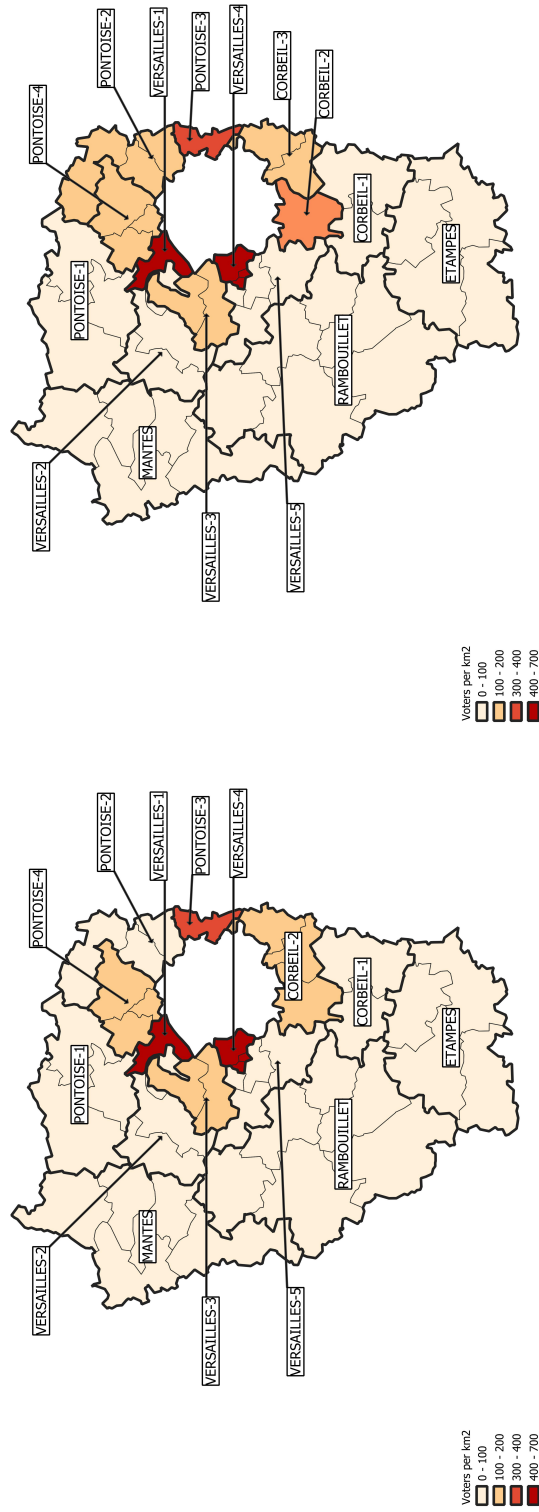 PONTOISE-4
PONTOISE-2
VERSAILLES-1
PONTOISE-3
VERSAILLES-4
PONTOISE-1
VERSAILLES-2
MANTES
VERSAILLES-3
CORBEIL-2
CORBEIL-1
ETAMPES
RAMBOUILLET
VERSAILLES-5
Voters per km2
0 - 100
100 - 200
300 - 400
400 - 700
PONTOISE-4
PONTOISE-2
VERSAILLES-1
PONTOISE-3
VERSAILLES-4
CORBEIL-3
CORBEIL-2
PONTOISE-1
VERSAILLES-2
MANTES
VERSAILLES-3
CORBEIL-1
ETAMPES
RAMBOUILLET
VERSAILLES-5
Voters per km2
0 - 100
100 - 200
300 - 400
400 - 700